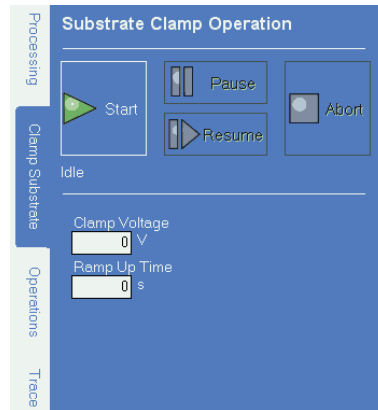 Processing
Clamp Substrate
Operations
Trace
Substrate Clamp Operation
Start
Pause
Resume
Abort
Idle
Clamp Voltage
0 V
Ramp Up Time
0 s